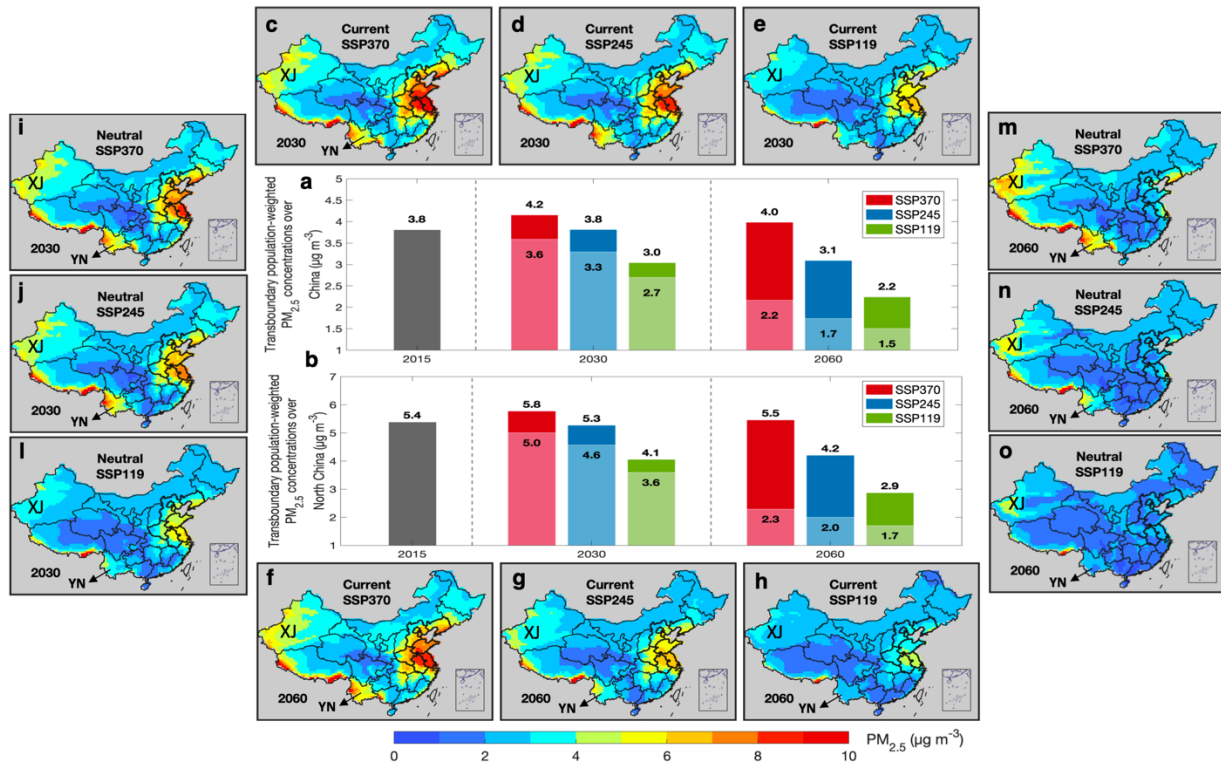 c
Current
SSP370
XJ
2030
YN
d
Current
SSP245
2030
e
Current
SSP119
2030
i
Neutral
SSP370
XJ
2030
YN
j
Neutral
SSP245
XJ
2030
YN
l
Neutral
SSP119
XJ
2030
YN
a
Transboundary population-weighted
PM2.5 concentrations over
China (µg m-3)
5
4.5
4
3.5
3
2.5
2
1.5
1
3.8
4.2
3.6
3.8
3.3
3.0
2.7
4.0
2.2
3.1
1.7
2.2
1.5
SSP370
SSP245
SSP119
2015
2030
2060
b
Transboundary population-weighted
PM2.5 concentrations over
North China (µg m-3)
7
6
5
4
3
2
1
5.4
5.8
5.0
5.3
4.6
4.1
3.6
5.5
2.3
4.2
2.0
2.9
1.7
SSP370
SSP245
SSP119
2015
2030
2060
m
Neutral
SSP370
XJ
2060
YN
n
Neutral
SSP245
XJ
2060
YN
o
Neutral
SSP119
XJ
2060
YN
f
Current
SSP370
XJ
2060
YN
g
Current
SSP245
XJ
2060
YN
h
Current
SSP119
XJ
2060
YN
0
2
4
6
8
10
PM2.5 (µg m-3)